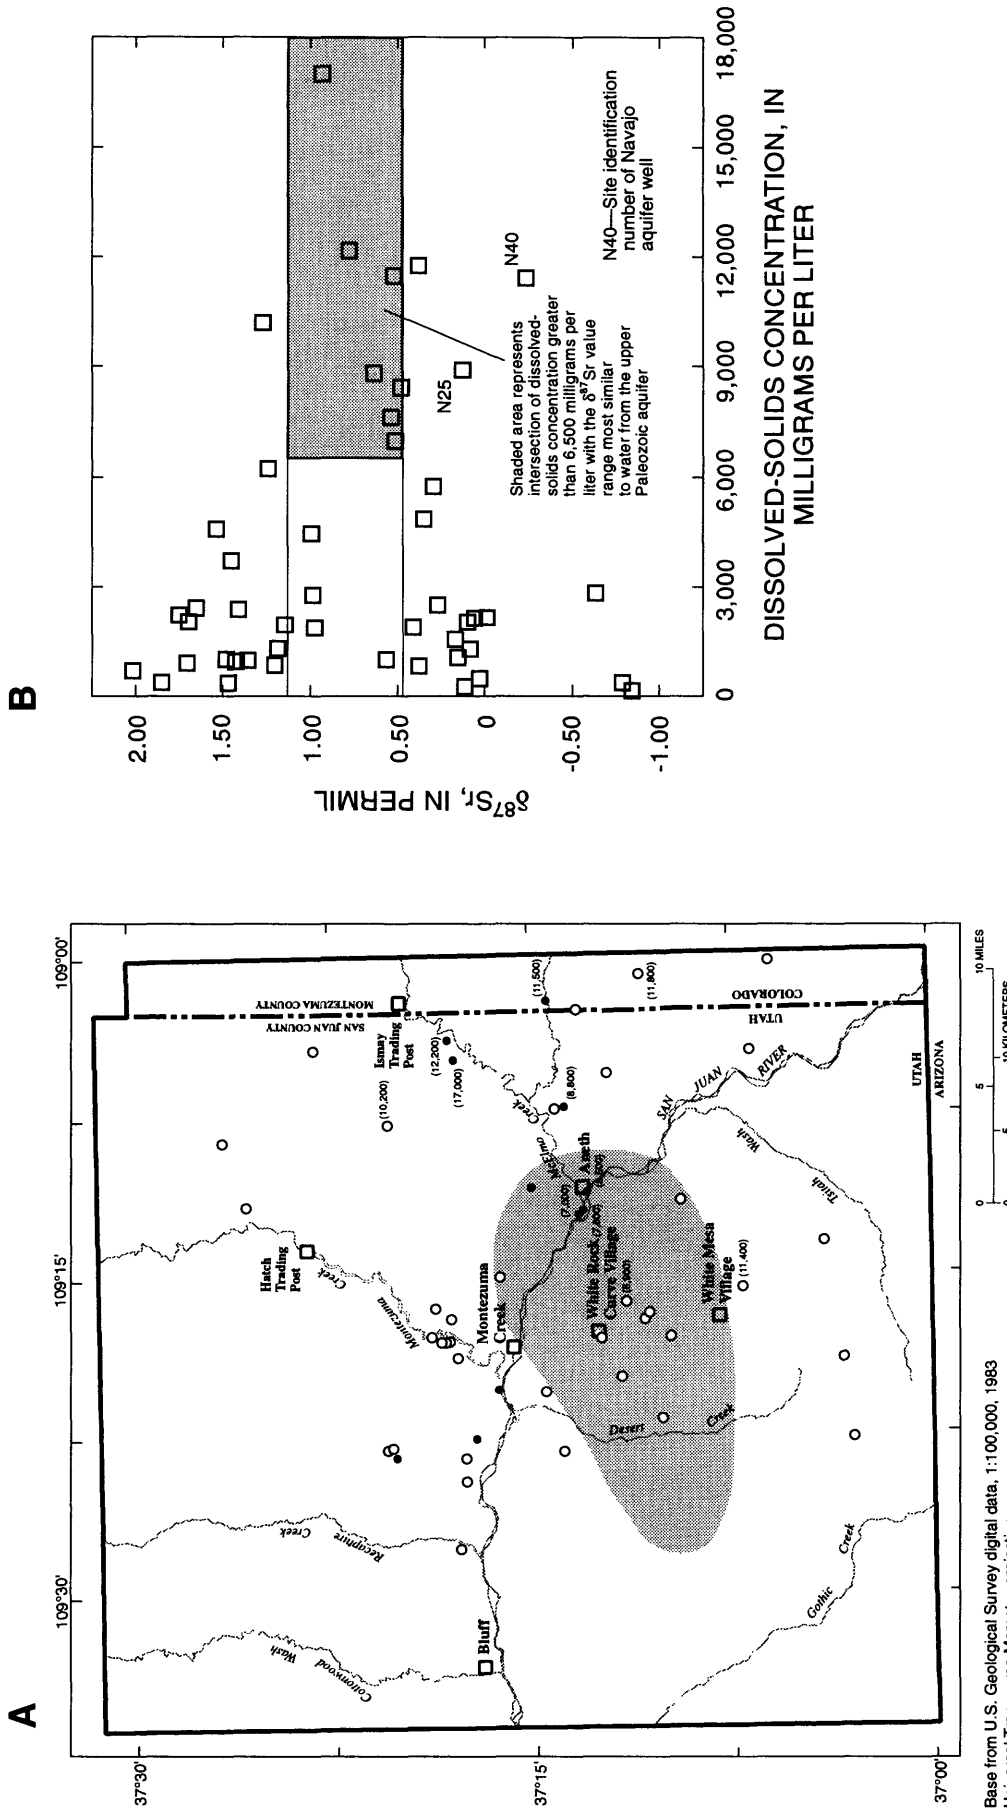 A
109°30'
109°15'
109°00'
37°30'
37°15'
37°00'
SAN JUAN COUNTY
MONTEZUMA COUNTY
Cottonwood
Wash
Recapture
Creek
Hatch
Trading
Post
Montezuma
Creek
Ismay
Trading
Post
(10,200)
(12,200)
(17,000)
(11,500)
(8,800)
(11,800)
McElmo
Creek
Montezuma
Creek
Bluff
Aneth
(7,000)
White Rock
Curve Village
(8,900)
White Mesa
Village
(11,400)
Desert
Creek
Gothic
Creek
Tsitah
Wash
SAN JUAN RIVER
UTAH
COLORADO
UTAH
ARIZONA
0 5 10 MILES
0 5 10 KILOMETERS
Base from U.S. Geological Survey digital data, 1:100,000, 1983
B
δ87Sr, IN PERMIL
2.00
1.50
1.00
0.50
0
-0.50
-1.00
N25
N40
Shaded area represents
intersection of dissolved-
solids concentration greater
than 6,500 milligrams per
liter with the δ87Sr value
range most similar
to water from the upper
Paleozoic aquifer
N40—Site identification
number of Navajo
aquifer well
0 3,000 6,000 9,000 12,000 15,000 18,000
DISSOLVED-SOLIDS CONCENTRATION, IN
MILLIGRAMS PER LITER